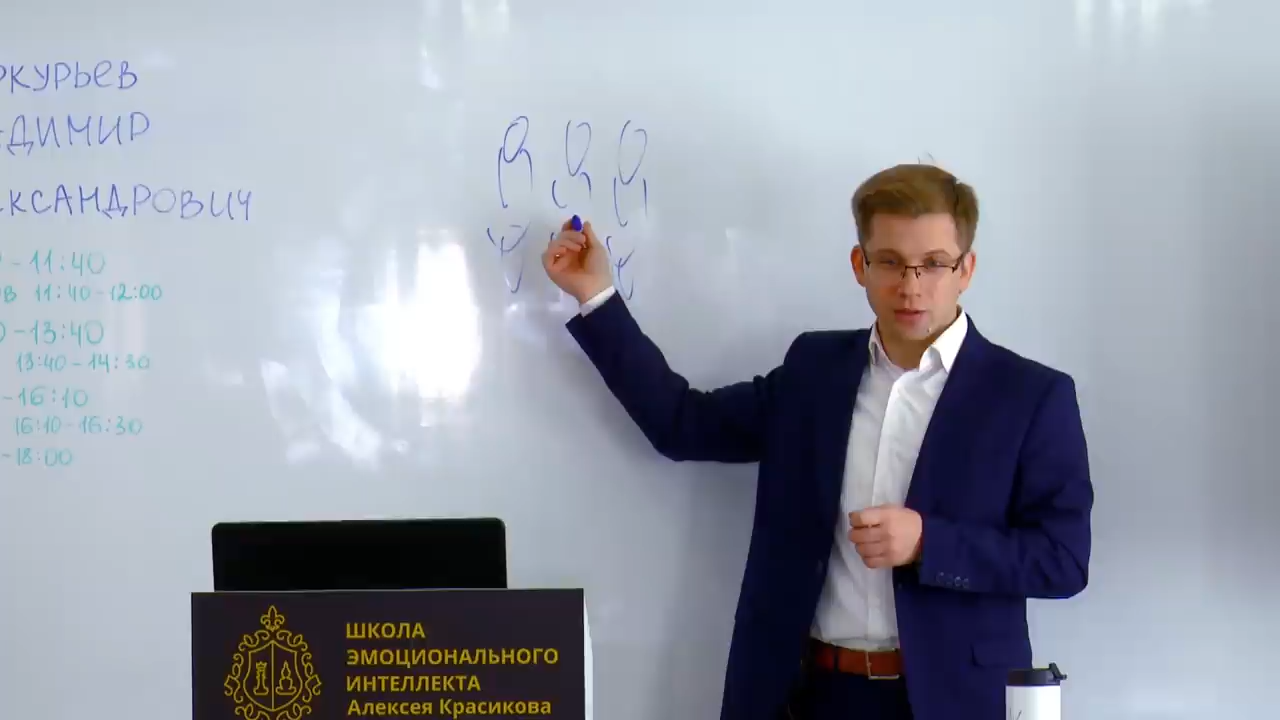 РКУРЬЕВ
ДИМИР
КСАНДРОВИЧ
-11:40
В 11:40-12:00
-13:40
13:40-14:30
-16:10
16:10-16:30
-18:00
ШКОЛА
ЭМОЦИОНАЛЬНОГО
ИНТЕЛЛЕКТА
Алексея Красикова